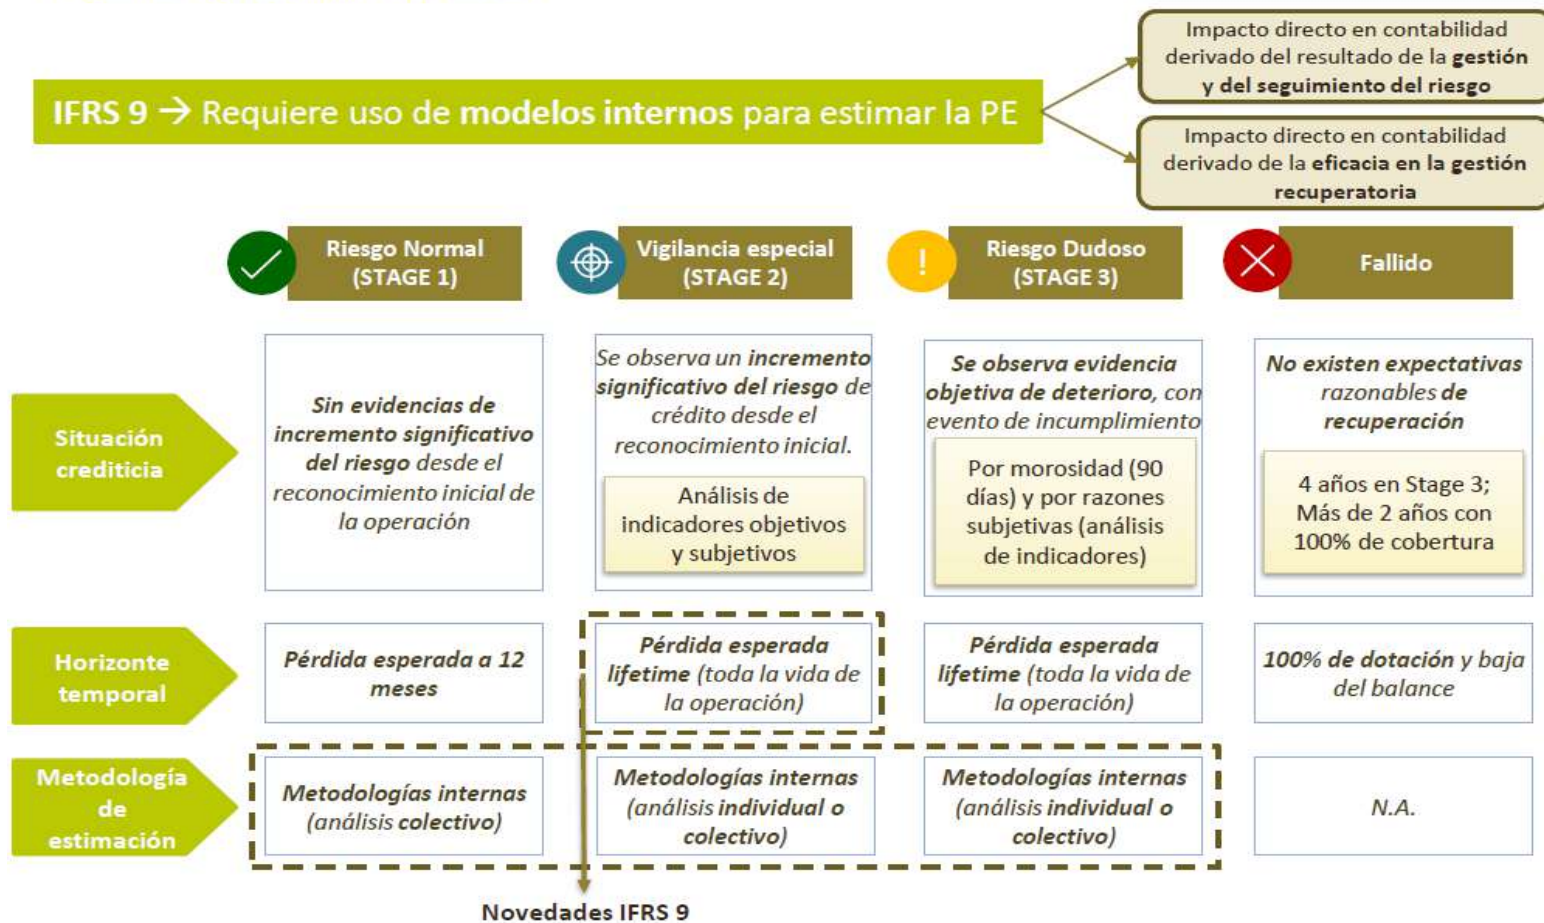 Impacto directo en contabilidad
derivado del resultado de la gestión
y del seguimiento del riesgo
IFRS 9 → Requiere uso de modelos internos para estimar la PE
Impacto directo en contabilidad
derivado de la eficacia en la gestión
recuperatoria
Riesgo Normal
(STAGE 1)
Vigilancia especial
(STAGE 2)
!
Riesgo Dudoso
(STAGE 3)
Fallido
Situación
crediticia
Sin evidencias de
incremento significativo
del riesgo desde el
reconocimiento inicial de
la operación
Se observa un incremento
significativo del riesgo de
crédito desde el
reconocimiento inicial.
Análisis de
indicadores objetivos
y subjetivos
Se observa evidencia
objetiva de deterioro, con
evento de incumplimiento
Por morosidad (90
días) y por razones
subjetivas (análisis
de indicadores)
No existen expectativas
razonables de
recuperación
4 años en Stage 3;
Más de 2 años con
100% de cobertura
Horizonte
temporal
Pérdida esperada a 12
meses
Pérdida esperada
lifetime (toda la vida de
la operación)
Pérdida esperada
lifetime (toda la vida de
la operación)
100% de dotación y baja
del balance
Metodología
de
estimación
Metodologías internas
(análisis colectivo)
Metodologías internas
(análisis individual o
colectivo)
Metodologías internas
(análisis individual o
colectivo)
N.A.
Novedades IFRS 9